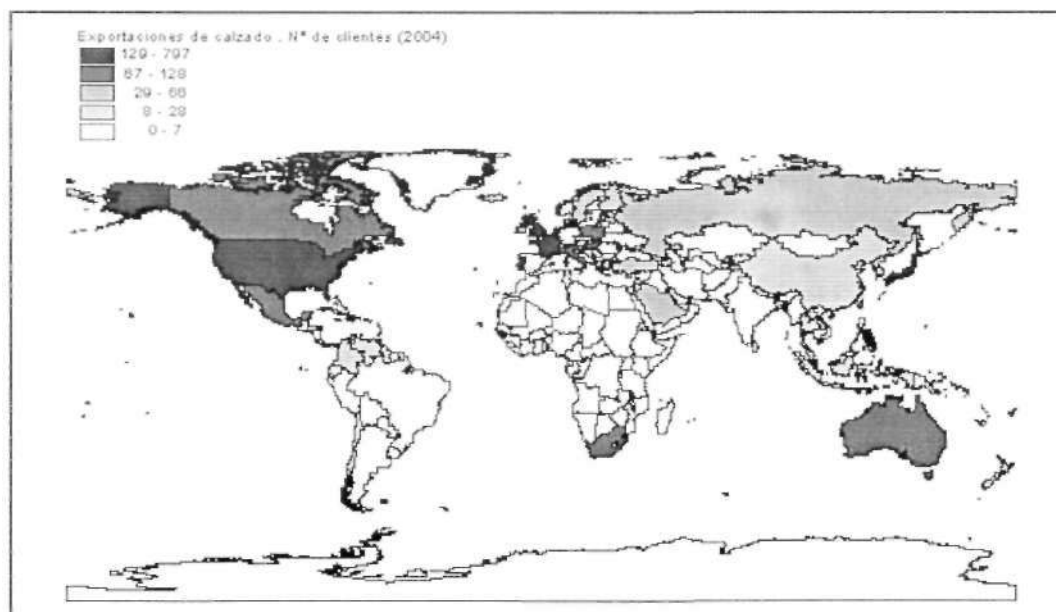 Exportaciones de calzado . Nº de clientes (2004)
129 - 797
67 - 128
29 - 66
8 - 28
0 - 7